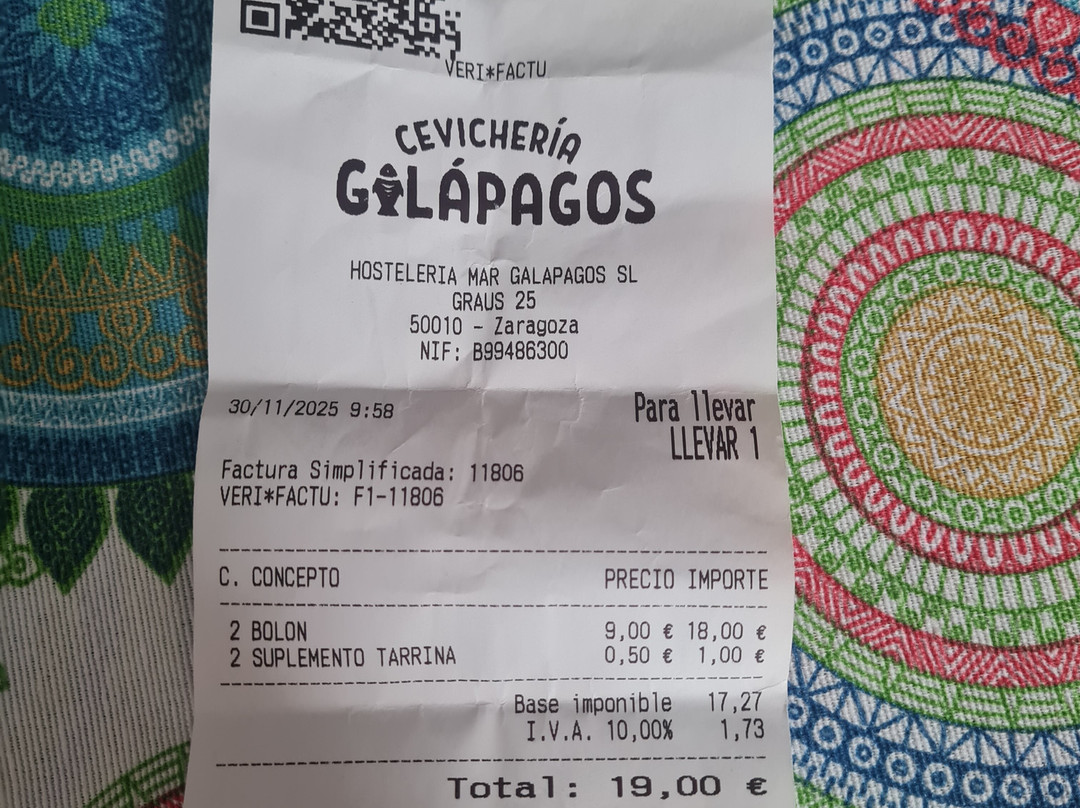 VERI*FACTU
CEVICHERÍA
GALÁPAGOS
HOSTELERIA MAR GALAPAGOS SL
GRAUS 25
50010 - Zaragoza
NIF: B99486300
30/11/2025 9:58
Para llevar
LLEVAR 1
Factura Simplificada: 11806
VERI*FACTU: F1-11806
C. CONCEPTO PRECIO IMPORTE
2 BOLON 9,00 € 18,00 €
2 SUPLEMENTO TARRINA 0,50 € 1,00 €
Base imponible 17,27
I.V.A. 10,00% 1,73
Total: 19,00 €